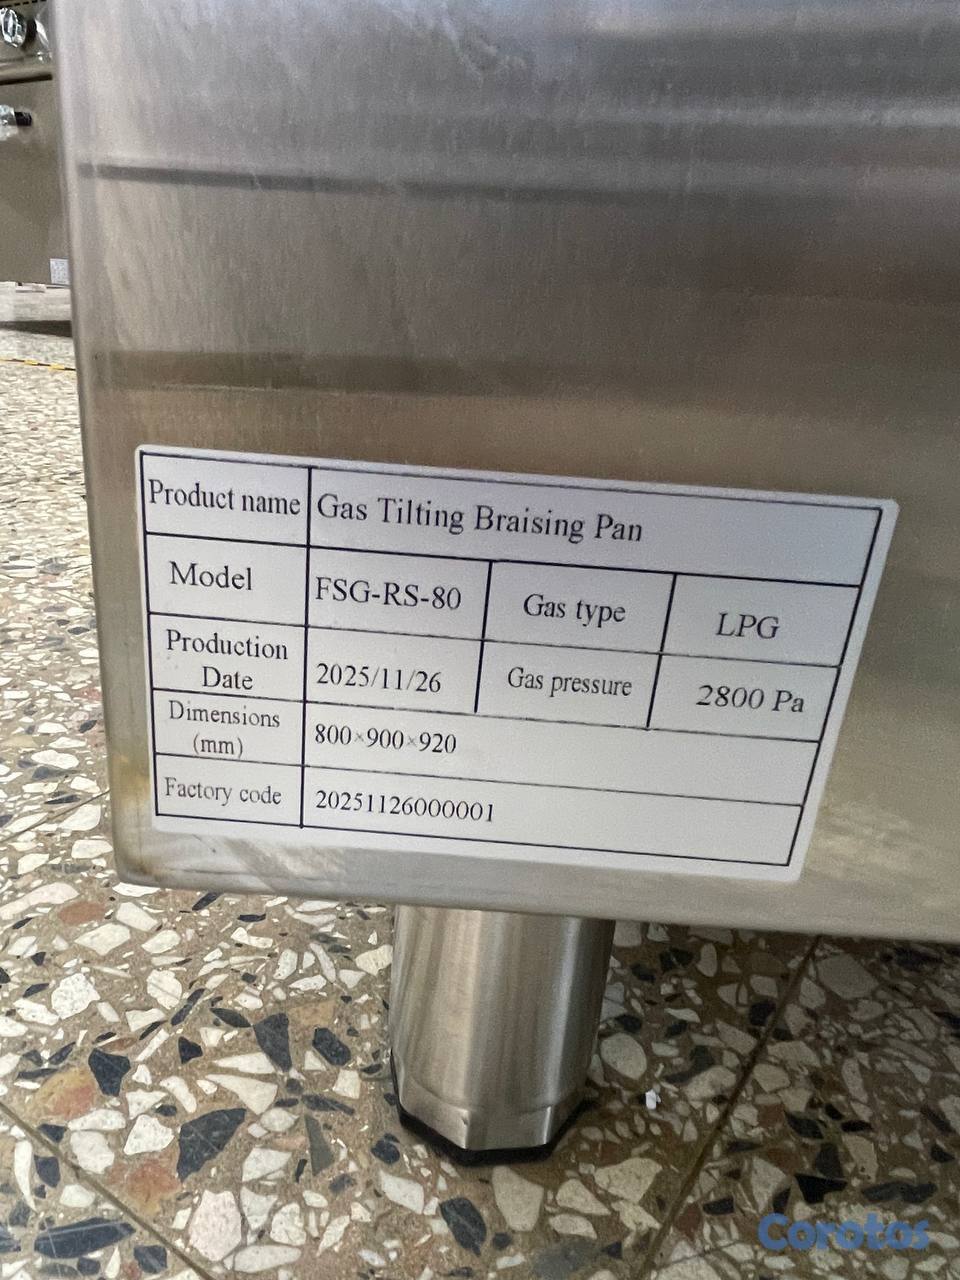 Product name Gas Tilting Braising Pan
Model FSG-RS-80 Gas type LPG
Production
Date 2025/11/26 Gas pressure 2800 Pa
Dimensions
(mm) 800×900×920
Factory code 20251126000001
Corotos